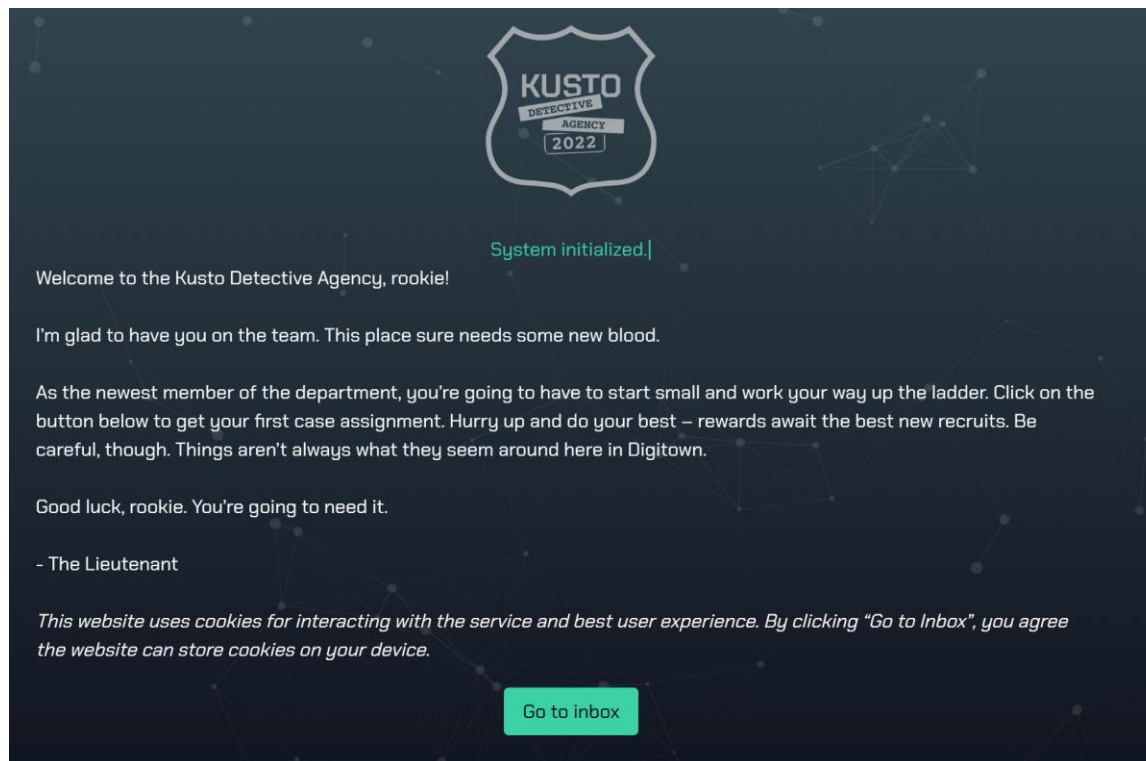 KUSTO
DETECTIVE
AGENCY
2022
System initialized.
Welcome to the Kusto Detective Agency, rookie!
I'm glad to have you on the team. This place sure needs some new blood.
As the newest member of the department, you're going to have to start small and work your way up the ladder. Click on the
button below to get your first case assignment. Hurry up and do your best – rewards await the best new recruits. Be
careful, though. Things aren't always what they seem around here in Digitown.
Good luck, rookie. You're going to need it.
- The Lieutenant
This website uses cookies for interacting with the service and best user experience. By clicking “Go to Inbox”, you agree
the website can store cookies on your device.
Go to inbox